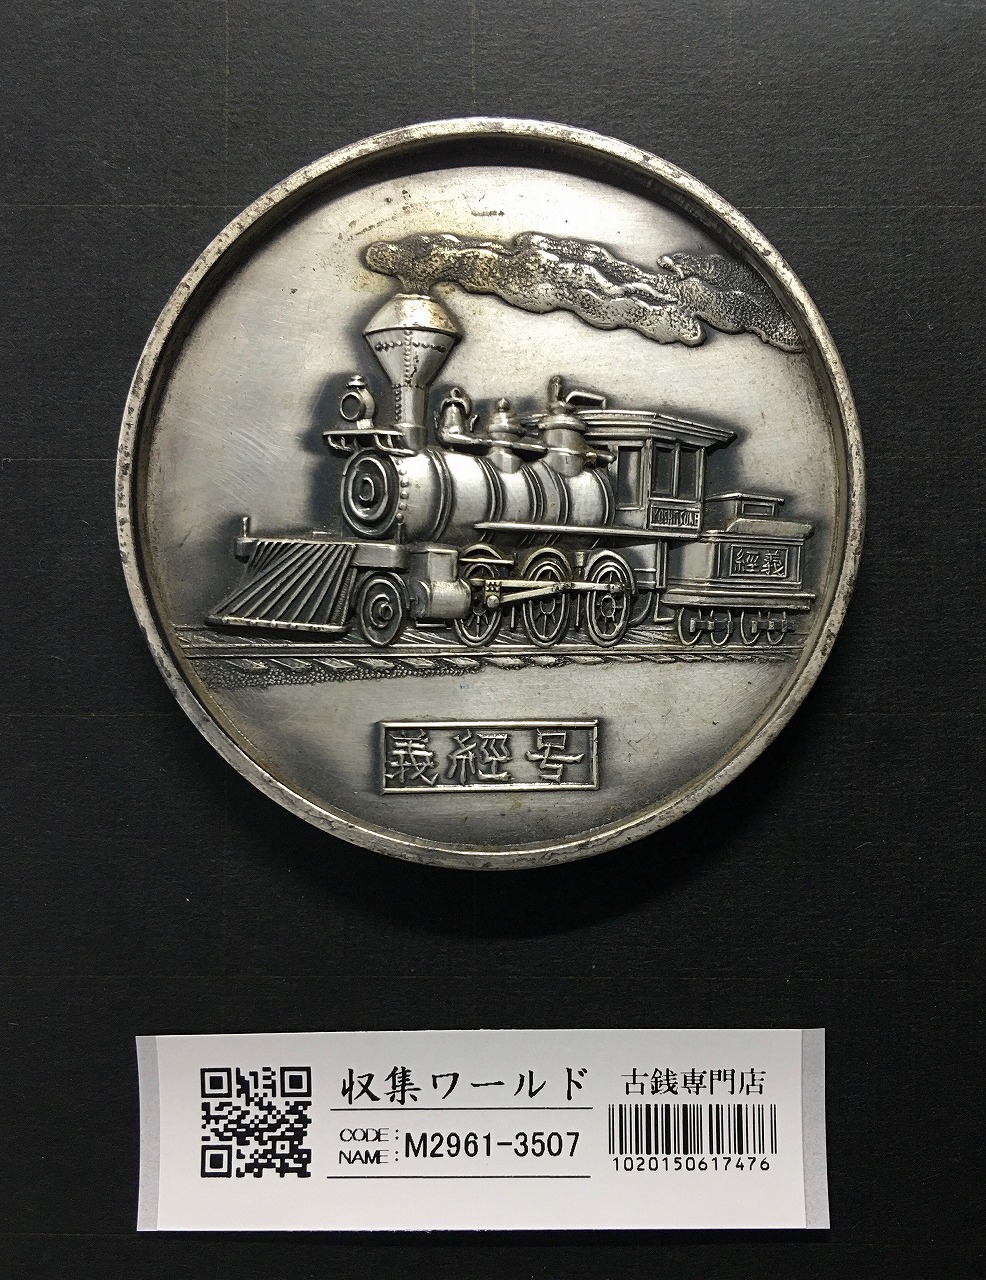 YOSHITSUNE
經義
義經号
収集ワールド
古銭専門店
CODE:
NAME:
M2961-3507
1020150617476